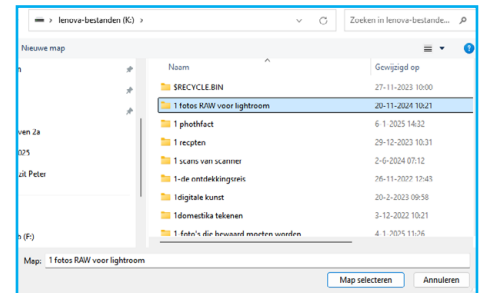 lenova-bestanden (K:)
Zoeken in lenova-bestande...
Nieuwe map
Naam Gewijzigd op
$RECYCLE.BIN 27-11-2023 10:00
1 fotos RAW voor lightroom 20-11-2024 10:21
1 phothfact 6-1-2025 14:32
1 recpten 29-12-2023 10:31
1 scans van scanner 2-6-2024 07:12
1-de ontdekkingsreis 26-11-2022 12:43
1digitale kunst 20-2-2023 09:58
1domestika tekenen 3-12-2022 10:21
1-foto's die bewaard moeten worden 4-1-2025 11:26
ven 2a
025
zit Peter
(F:)
Map: 1 fotos RAW voor lightroom
Map selecteren Annuleren